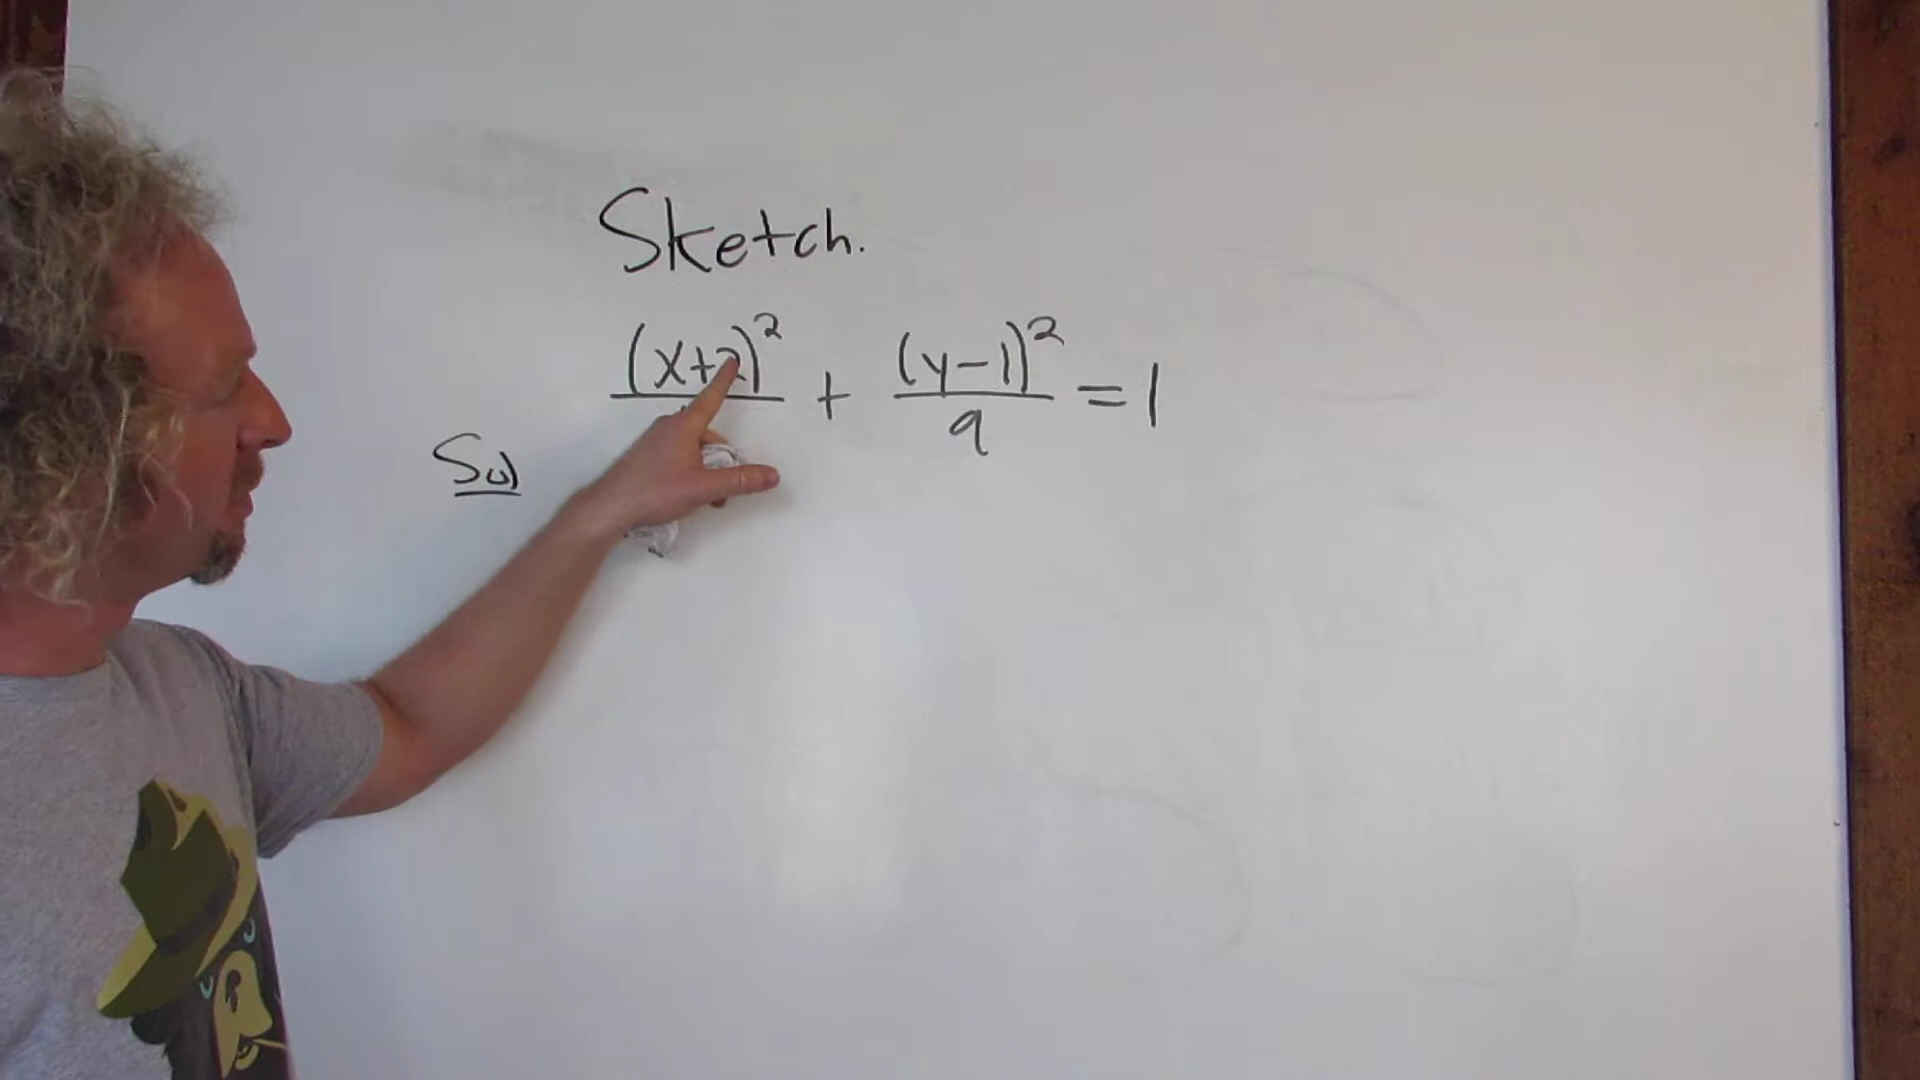 Sketch.
(x+2)² + (y-1)² = 1
9
Sol